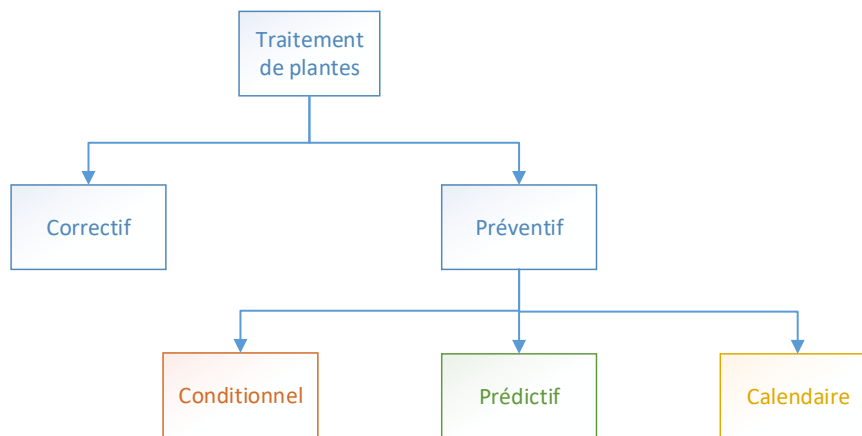 Traitement
de plantes
Correctif
Préventif
Conditionnel
Prédictif
Calendaire